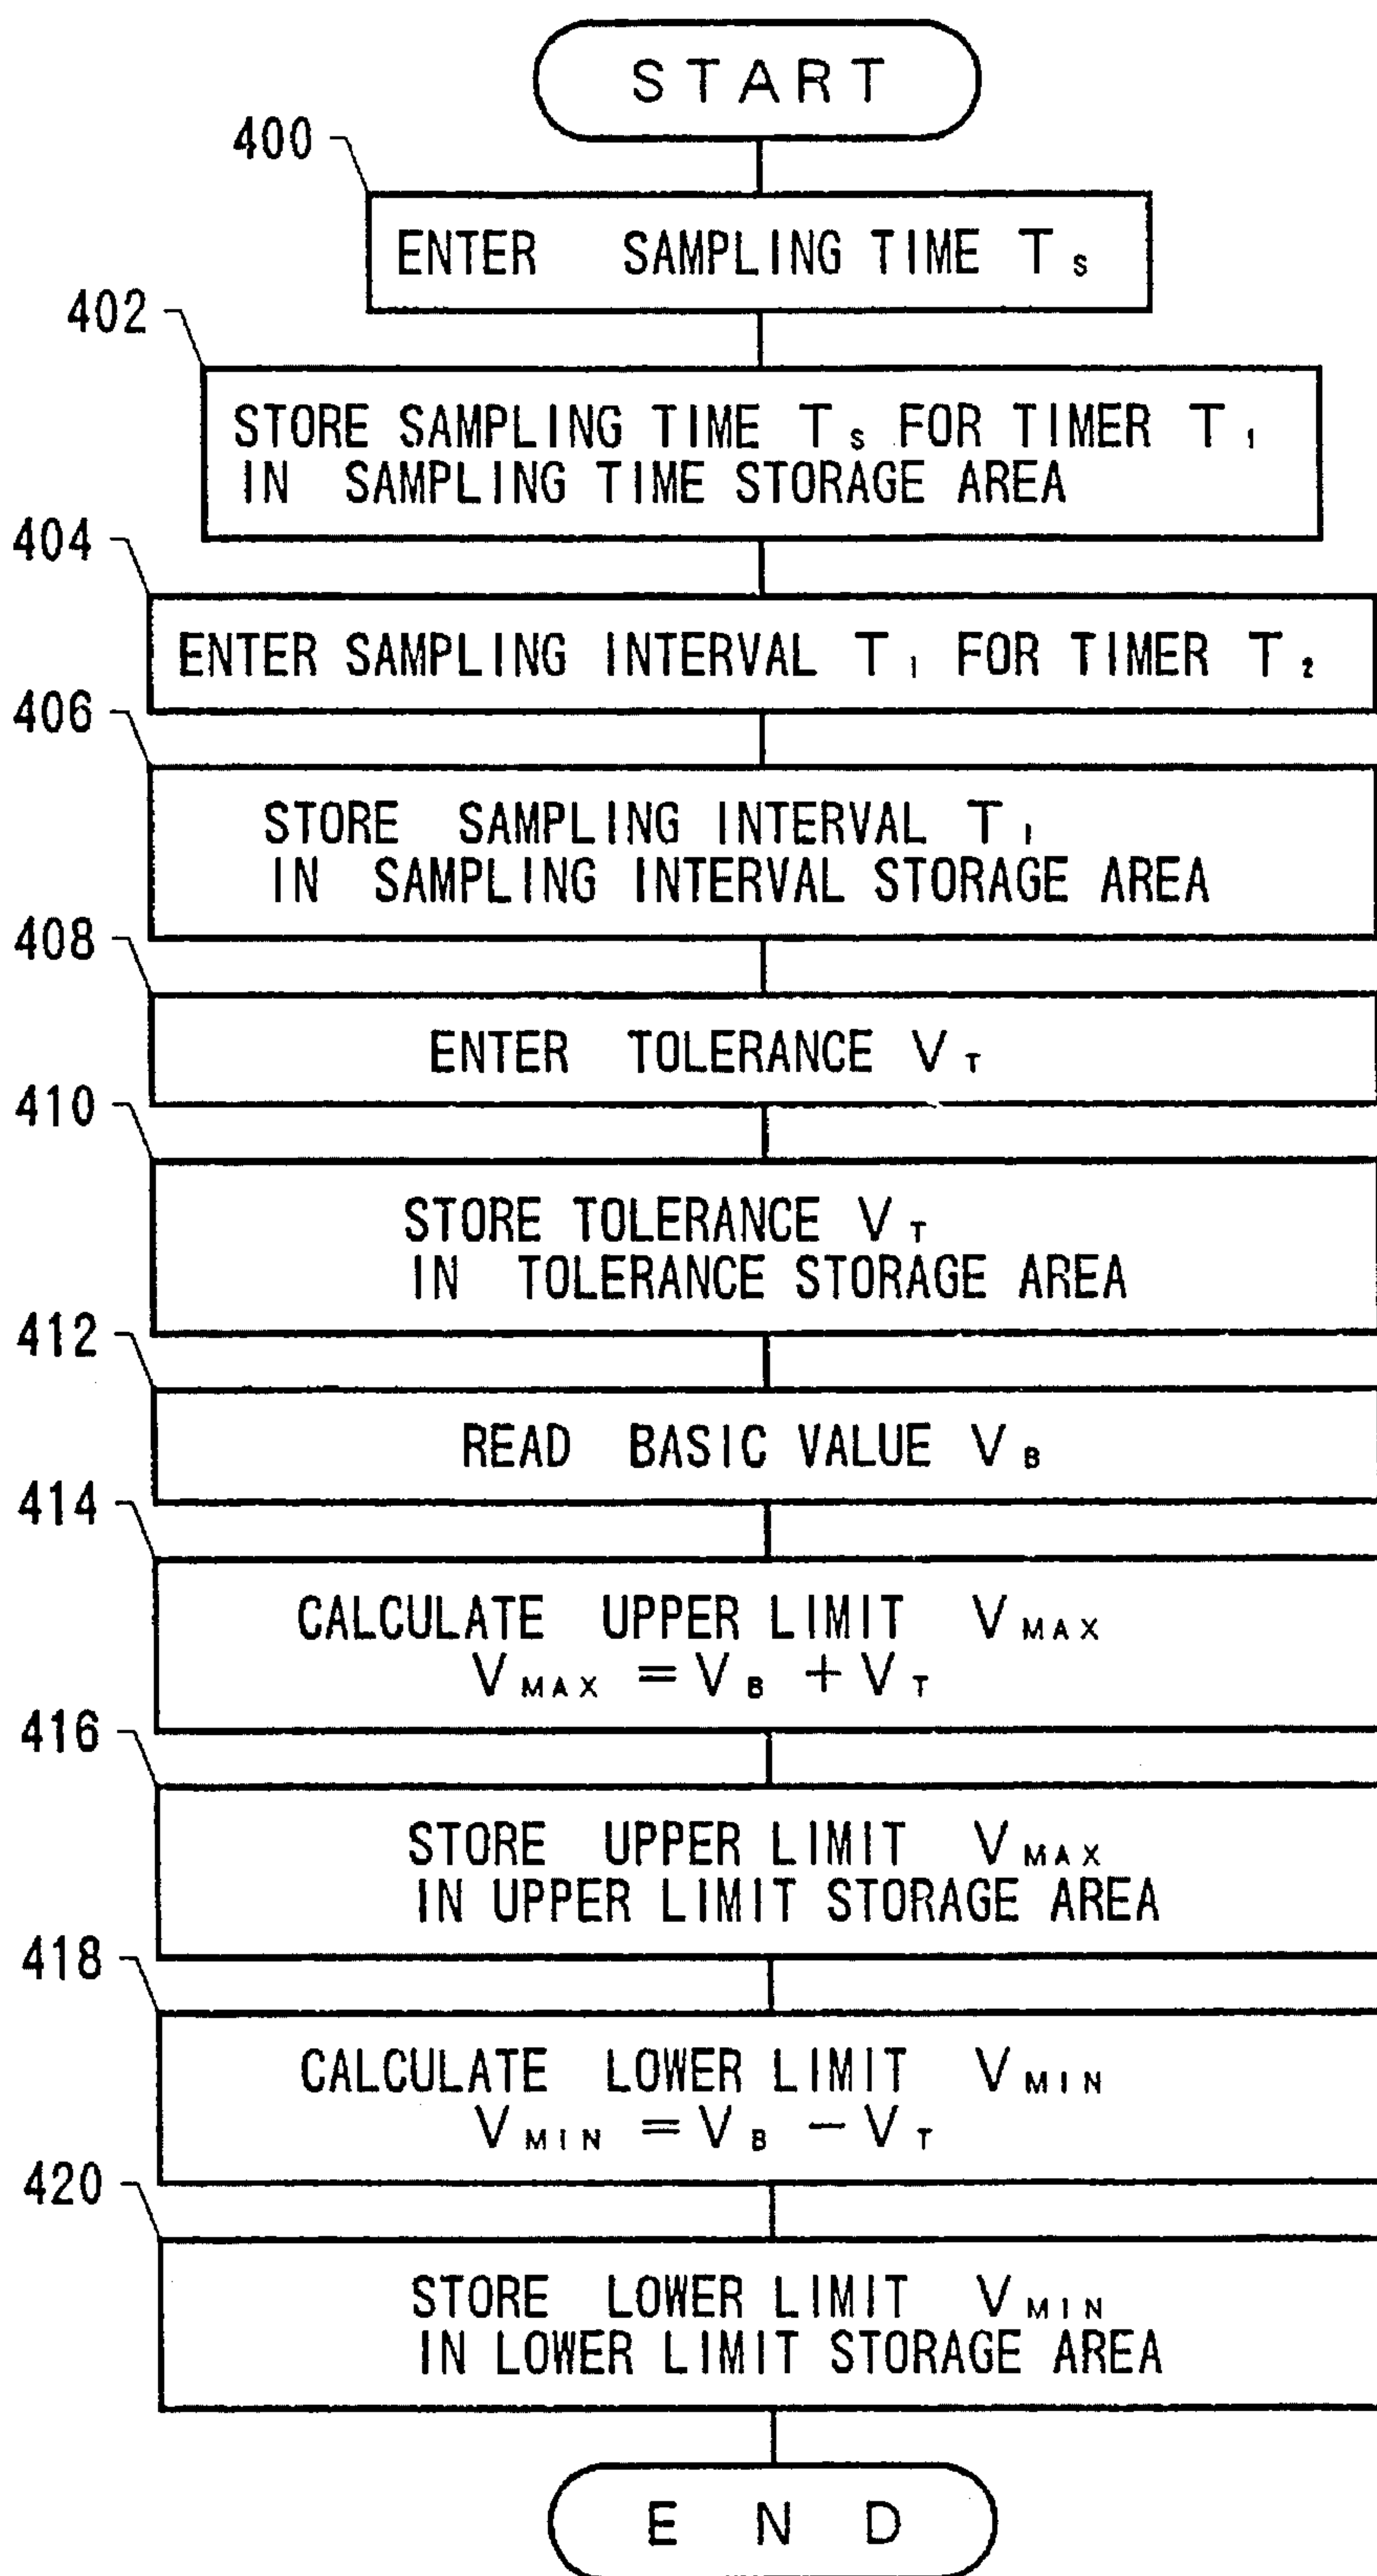 START
400
ENTER SAMPLING TIME Ts
402
STORE SAMPLING TIME Ts FOR TIMER T1
IN SAMPLING TIME STORAGE AREA
404
ENTER SAMPLING INTERVAL TI FOR TIMER T2
406
STORE SAMPLING INTERVAL TI
IN SAMPLING INTERVAL STORAGE AREA
408
ENTER TOLERANCE VT
410
STORE TOLERANCE VT
IN TOLERANCE STORAGE AREA
412
READ BASIC VALUE VB
414
CALCULATE UPPER LIMIT VMAX
VMAX = VB + VT
416
STORE UPPER LIMIT VMAX
IN UPPER LIMIT STORAGE AREA
418
CALCULATE LOWER LIMIT VMIN
VMIN = VB - VT
420
STORE LOWER LIMIT VMIN
IN LOWER LIMIT STORAGE AREA
END